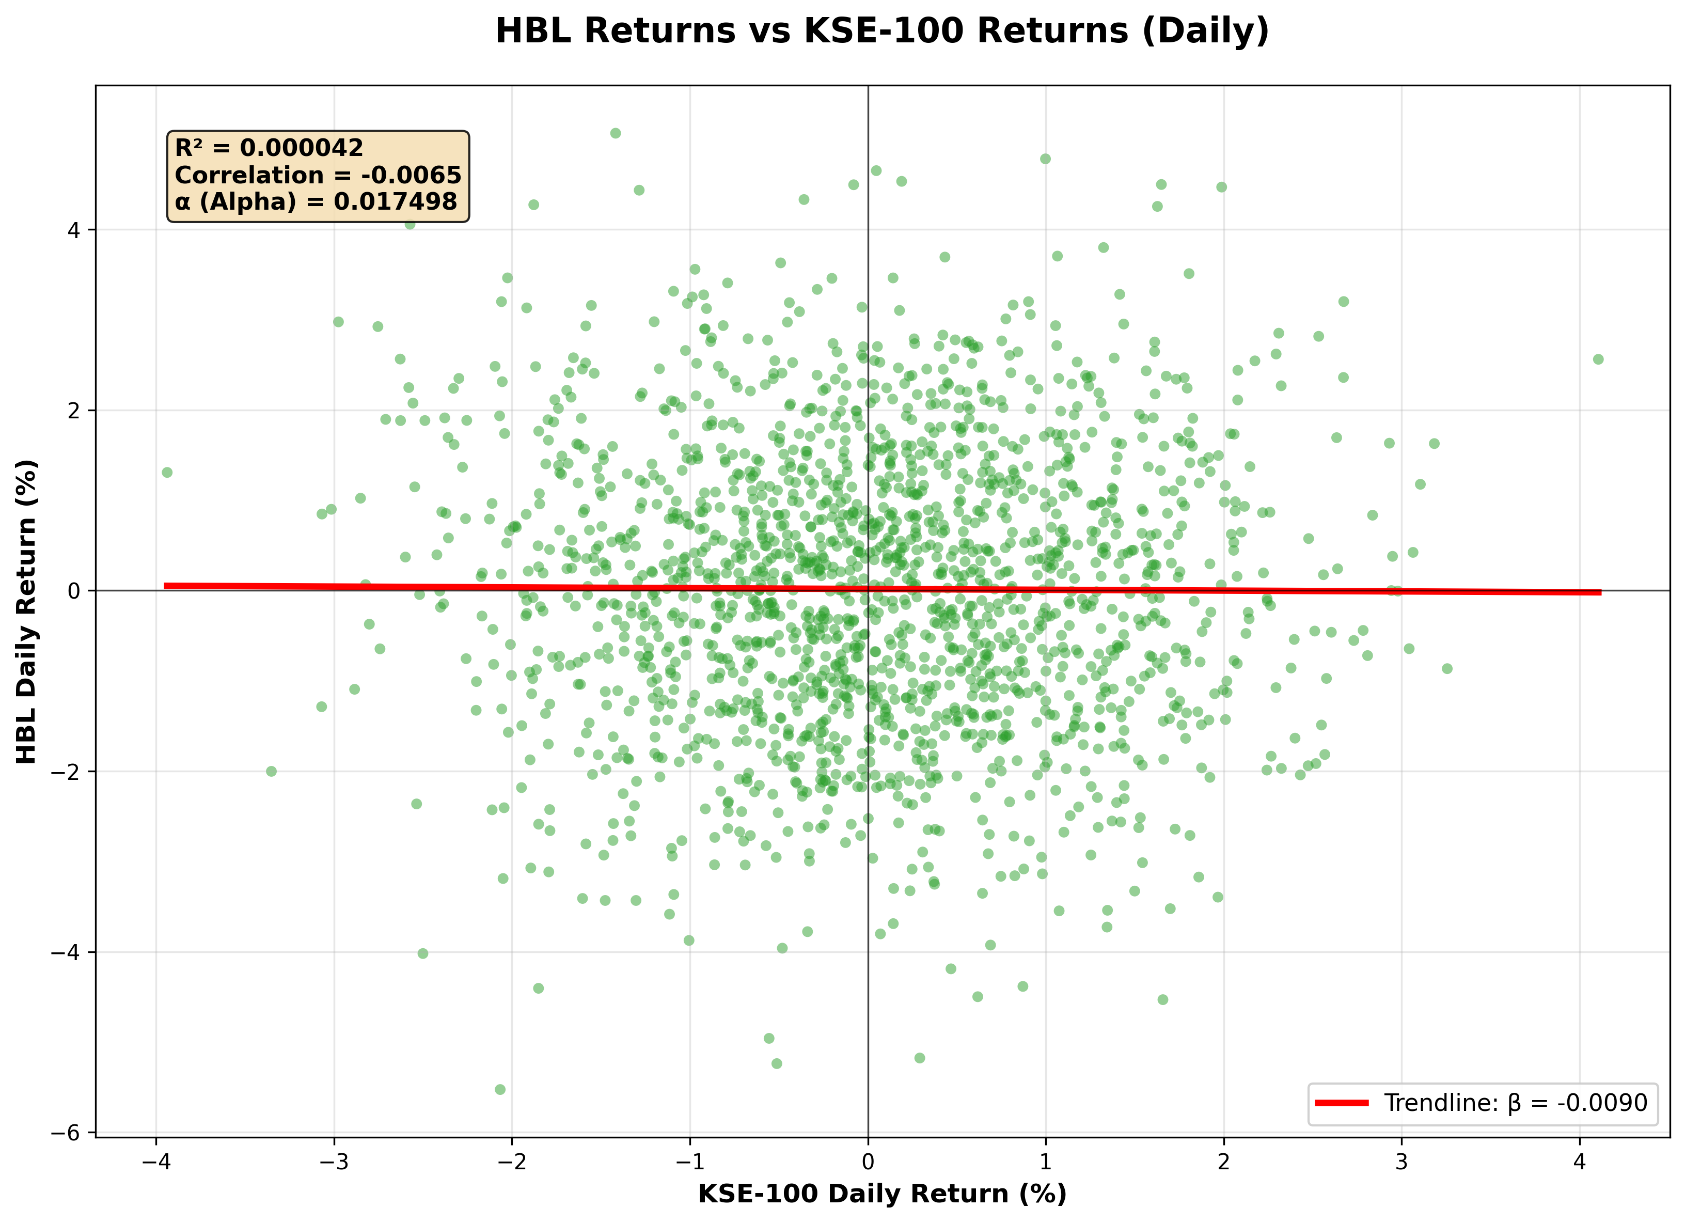 HBL Returns vs KSE-100 Returns (Daily)
R² = 0.000042
Correlation = -0.0065
α (Alpha) = 0.017498
4
2
0
−2
−4
−6
HBL Daily Return (%)
Trendline: β = -0.0090
−4 −3 −2 −1 0 1 2 3 4
KSE-100 Daily Return (%)